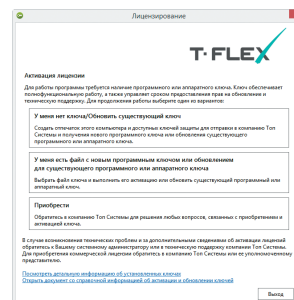 Лицензирование
T-FLEX
Активация лицензии
Для работы программы требуется наличие программного или аппаратного ключа. Ключ обеспечивает
полнофункциональную работу, а также управляет сроком предоставления прав на обновление и
техническую поддержку. Для продолжения работы выберите один из вариантов:
У меня нет ключа/Обновить существующий ключ
Создать отпечаток этого компьютера и доступных ключей защиты для отправки в компанию Топ
Системы и получения нового программного ключа или обновления существующего
программного или аппаратного ключа.
У меня есть файл с новым программным ключом или обновлением
для существующего программного или аппаратного ключа
Выбрать файл ключа и выполнить его активацию или обновить существующий программный или
аппаратный ключ.
Приобрести
Обратитесь в компанию Топ Системы для решения любых вопросов, связанных с приобретением и
активацией ключа.
В случае возникновения технических проблем и за дополнительными сведениями об активации лицензий
обратитесь к Вашему системному администратору или в техническую поддержку компании Топ Системы.
Для приобретения коммерческой лицензии обратитесь в компанию Топ Системы или ее уполномоченному
представителю.
Посмотреть детальную информацию об установленных ключах
Открыть документ со справочной информацией об активации и обновлении ключей
Выход